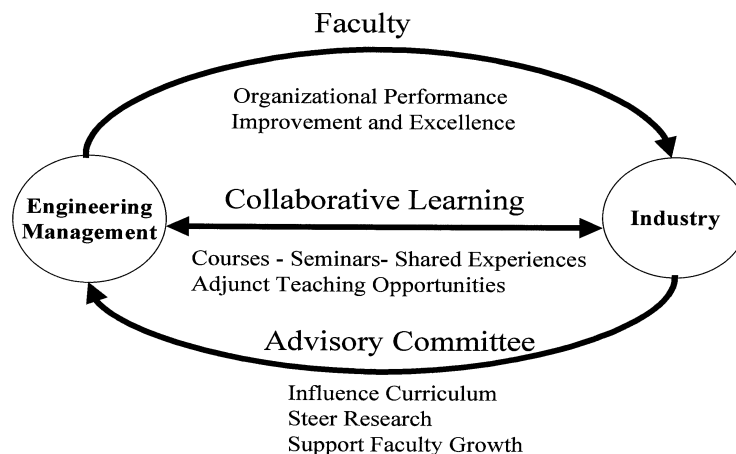 Faculty
Organizational Performance
Improvement and Excellence
Engineering
Management
Collaborative Learning
Industry
Courses - Seminars- Shared Experiences
Adjunct Teaching Opportunities
Advisory Committee
Influence Curriculum
Steer Research
Support Faculty Growth